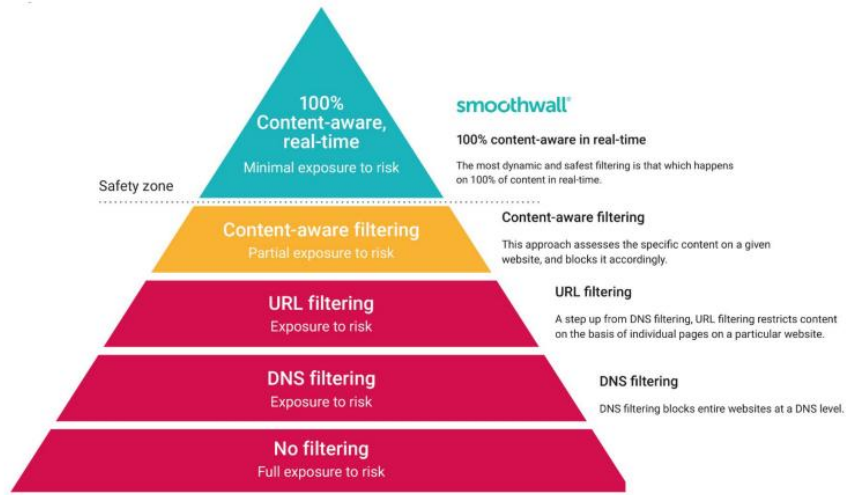 100%
Content-aware,
real-time
Minimal exposure to risk
smoothwall®
100% content-aware in real-time
The most dynamic and safest filtering is that which happens
on 100% of content in real-time.
Safety zone
Content-aware filtering
Partial exposure to risk
Content-aware filtering
This approach assesses the specific content on a given
website, and blocks it accordingly.
URL filtering
Exposure to risk
URL filtering
A step up from DNS filtering, URL filtering restricts content
on the basis of individual pages on a particular website.
DNS filtering
Exposure to risk
DNS filtering
DNS filtering blocks entire websites at a DNS level.
No filtering
Full exposure to risk